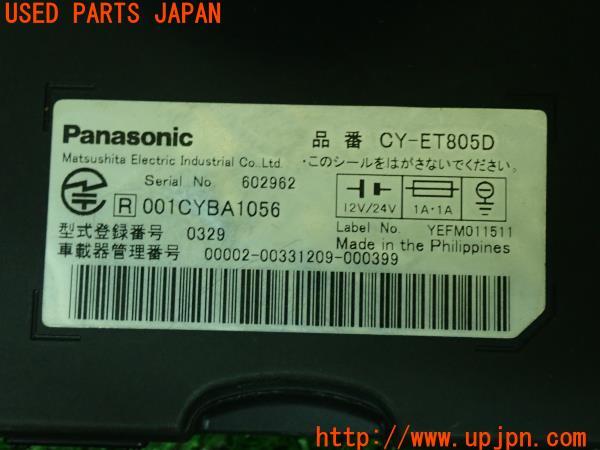 USED PARTS JAPAN
Panasonic
品番 CY-ET805D
Matsushita Electric Industrial Co.,Ltd.
・このシールをはがさないでください。
Serial No. 602962
R 001CYBA1056
12V/24V 1A・1A
Label No. YEFM011511
型式登録番号 0329
Made in the Philippines
車載器管理番号 00002-00331209-000399
UPJ
www.upjpn.com